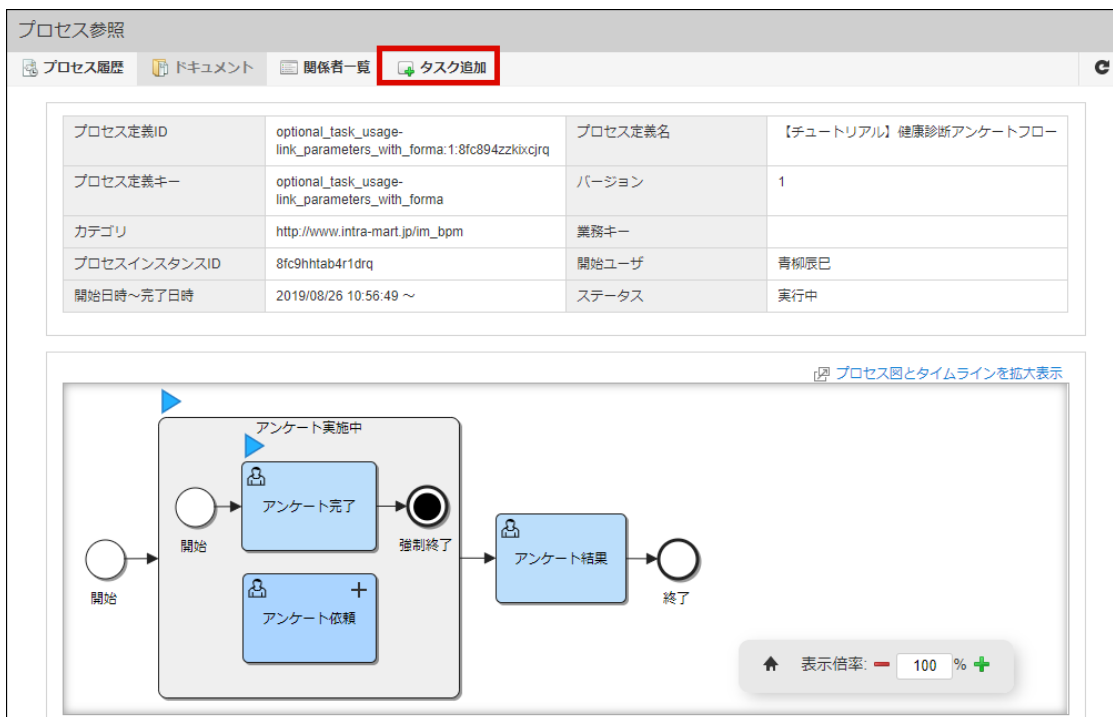 プロセス参照
プロセス履歴 ドキュメント 関係者一覧 タスク追加
プロセス定義ID
optional_task_usage-
link_parameters_with_forma:1:8fc894zzkixcjrq
プロセス定義名
【チュートリアル】健康診断アンケートフロー
プロセス定義キー
optional_task_usage-
link_parameters_with_forma
バージョン
1
カテゴリ
http://www.intra-mart.jp/im_bpm
業務キー
プロセスインスタンスID
8fc9hhtab4r1drq
開始ユーザ
青柳辰巳
開始日時～完了日時
2019/08/26 10:56:49 ～
ステータス
実行中
プロセス図とタイムラインを拡大表示
アンケート実施中
アンケート完了
開始
強制終了
アンケート結果
開始
終了
アンケート依頼
表示倍率: 100 %